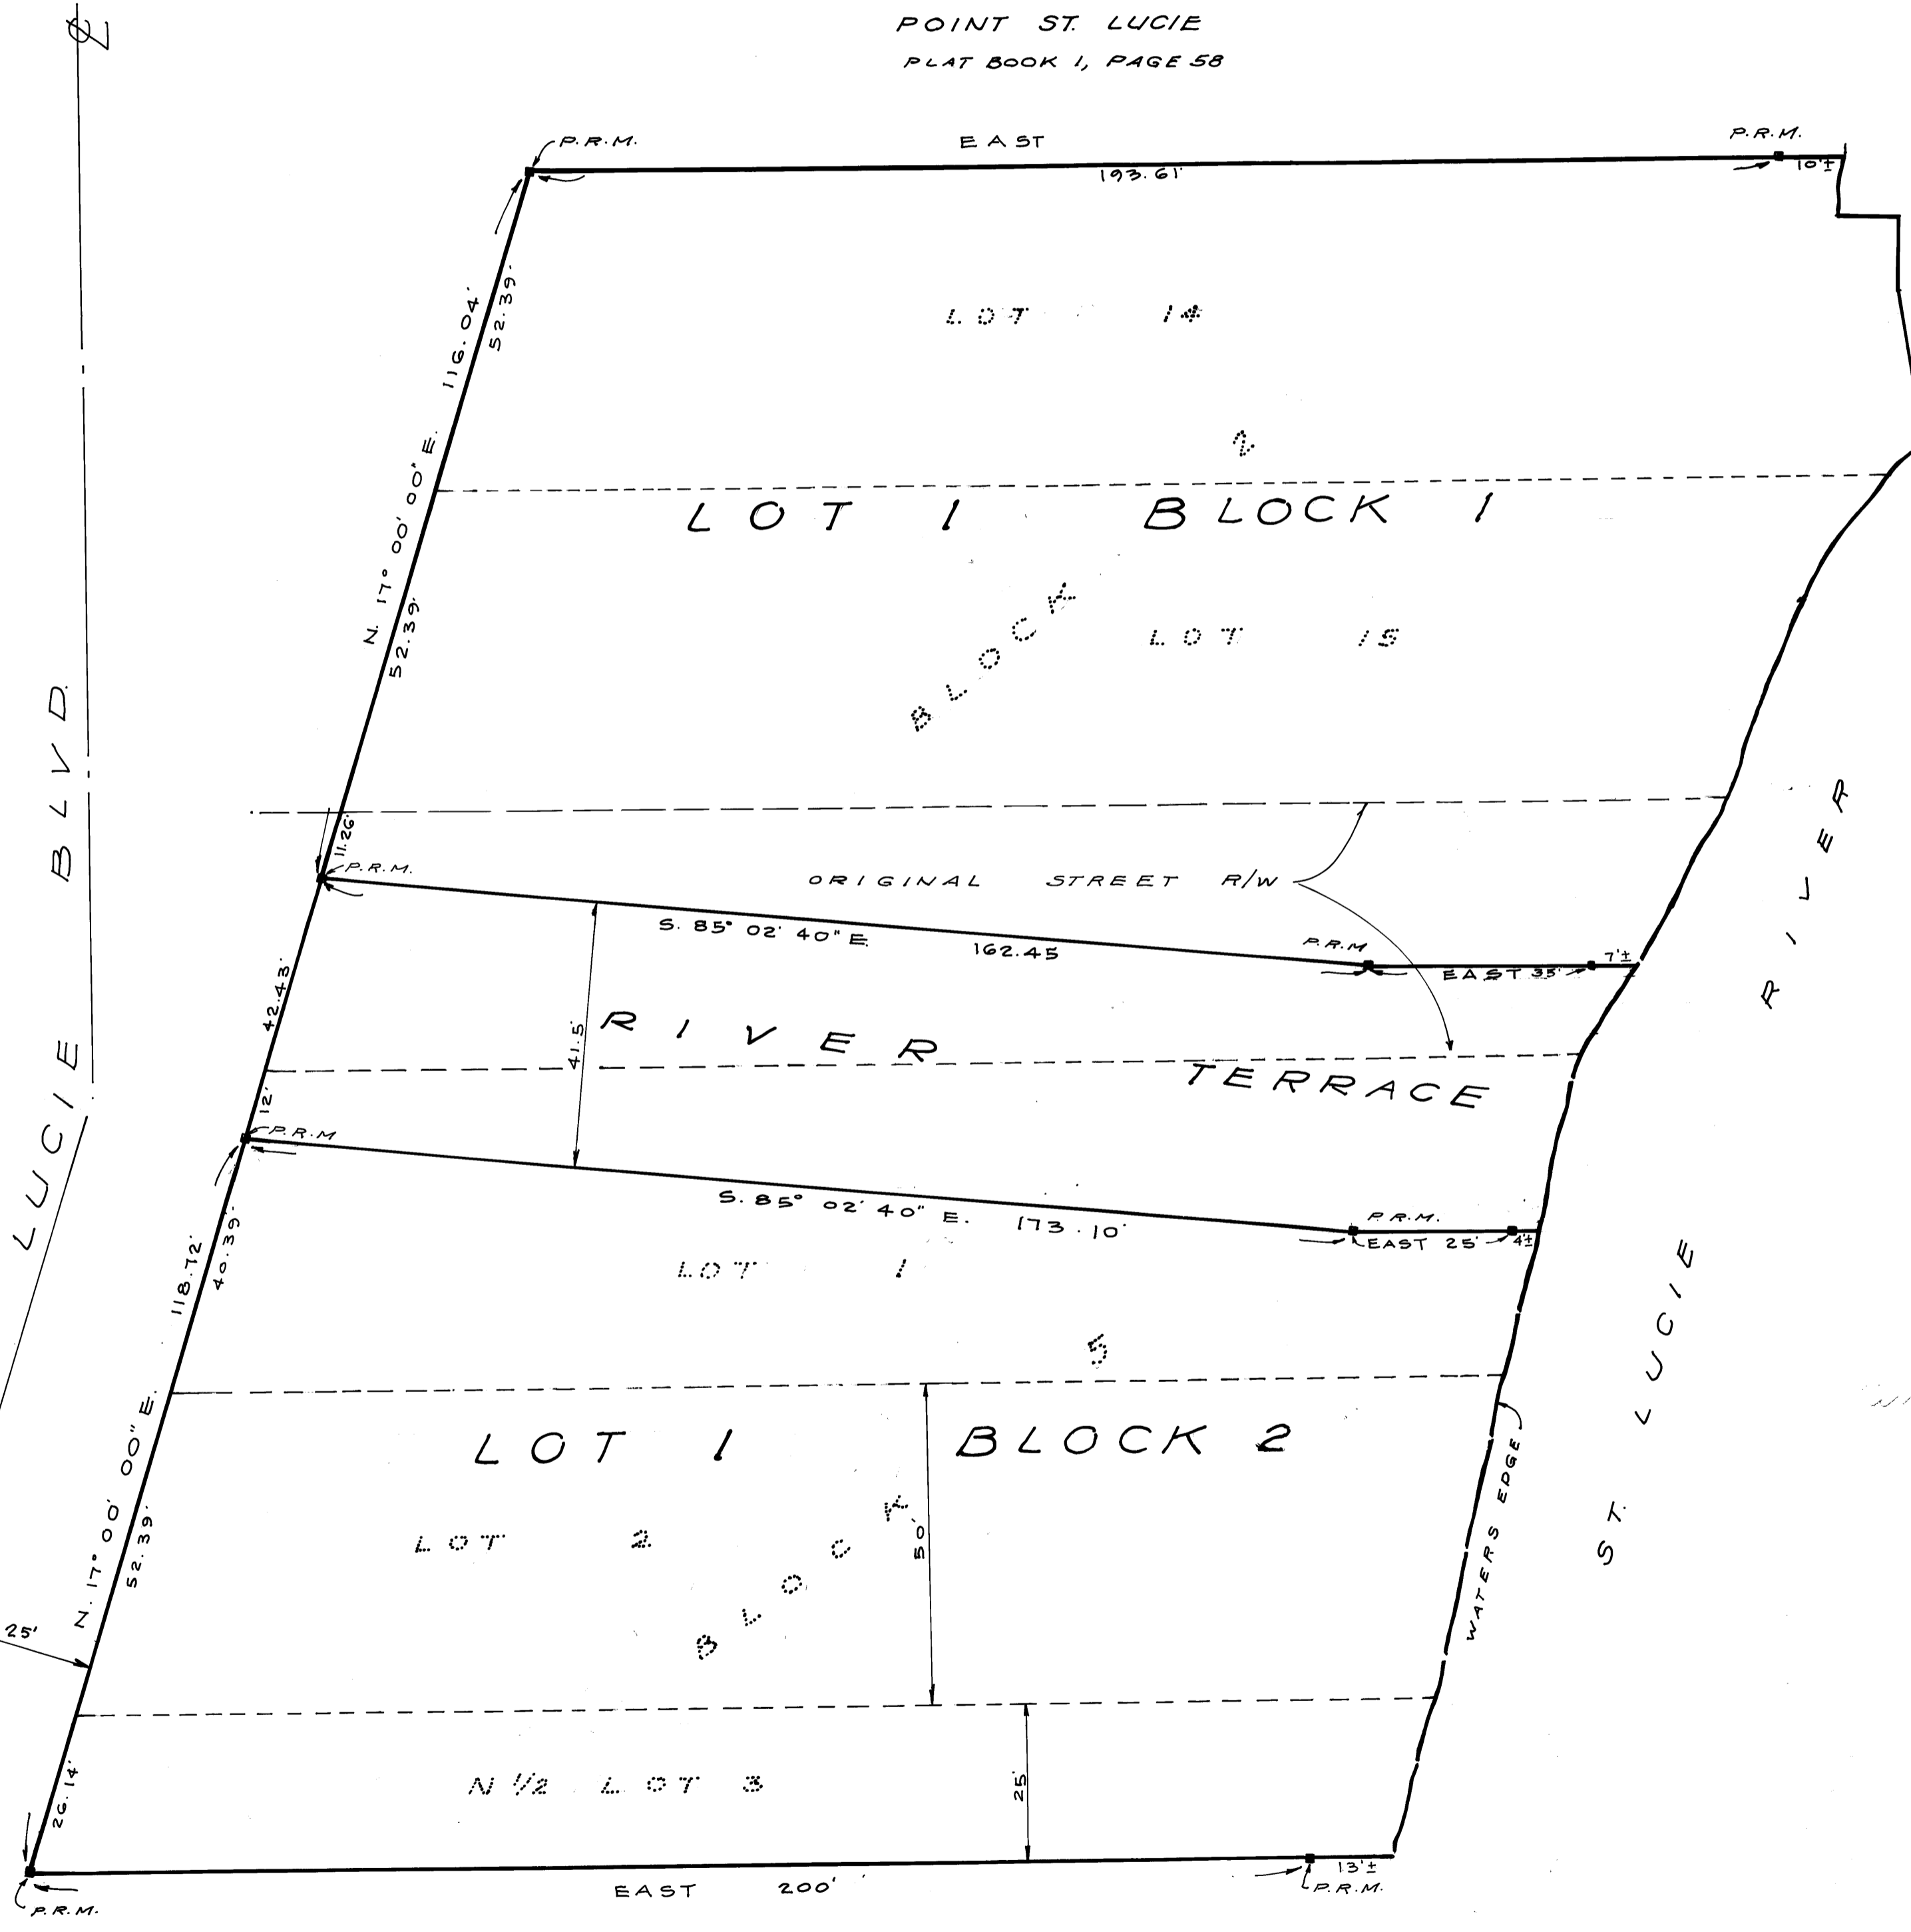 POINT ST. LUCIE
PLAT BOOK 1, PAGE 58
P.R.M.
EAST
P.R.M.
193.61'
10'±
116.04'
52.39'
LOT 14
2
N. 17° 00' 00" E.
LOT 1 BLOCK 1
52.39'
BLOCK
LOT 15
LUCIE BLVD.
11.26'
P.R.M.
ORIGINAL STREET R/W
S. 85° 02' 40" E.
162.45
P.R.M
EAST 35'
7'±
42.43'
41.5'
RIVER
TERRACE
12'
P.R.M
S. 85° 02' 40" E. 173.10'
P.R.M.
EAST 25'
4'±
118.72'
40.39'
LOT 1
5
N. 17° 00' 00" E.
LOT 1 BLOCK 2
52.39'
LOT 2
BLOCK
50'
WATERS EDGE
ST. LUCIE RIVER
25'
26.14'
N 1/2 LOT 3
25'
EAST 200'
13'±
P.R.M.
P.R.M.